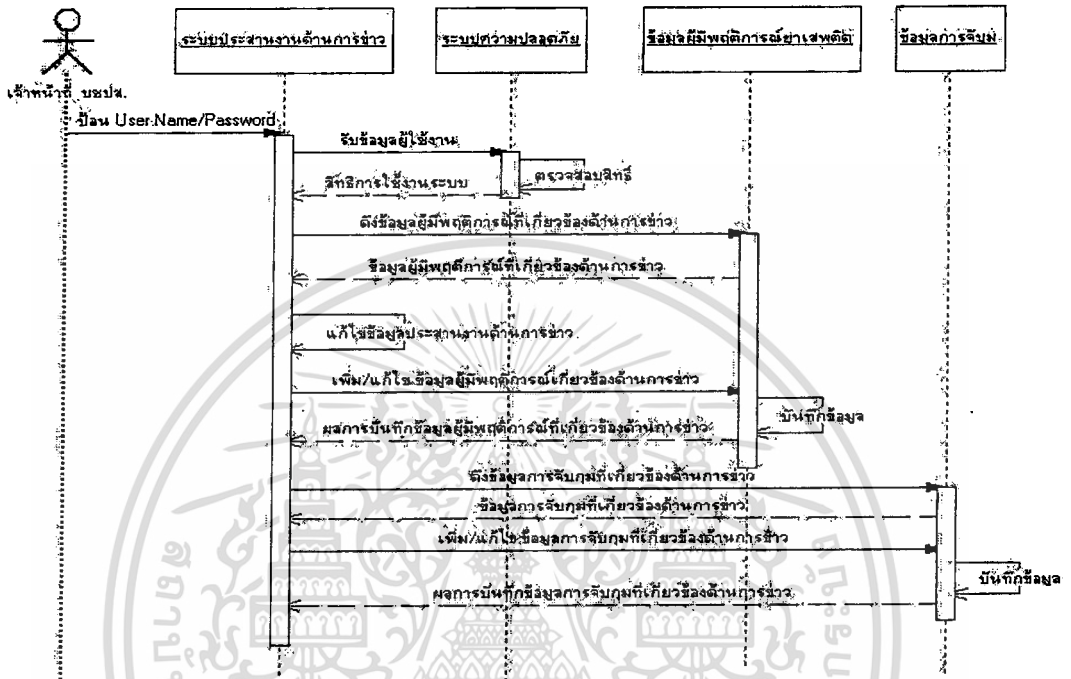 ระบบประสานงานด้านการข่าว
ระบบความปลอดภัย
ข้อมูลผู้มีพฤติการณ์ยาเสพติด
ข้อมูลการจับกุม
เจ้าหน้าที่ บชปส.
ป้อน User Name/Password
รับข้อมูลผู้ใช้งาน
ตรวจสอบสิทธิ์
สิทธิการใช้งานระบบ
ดึงข้อมูลผู้มีพฤติการณ์ที่เกี่ยวข้องด้านการข่าว
ข้อมูลผู้มีพฤติการณ์ที่เกี่ยวข้องด้านการข่าว
แก้ไขข้อมูลประสานงานด้านการข่าว
เพิ่ม/แก้ไข ข้อมูลผู้มีพฤติการณ์เกี่ยวข้องด้านการข่าว
บันทึกข้อมูล
ผลการบันทึกข้อมูลผู้มีพฤติการณ์ที่เกี่ยวข้องด้านการข่าว
ดึงข้อมูลการจับกุมที่เกี่ยวข้องด้านการข่าว
ข้อมูลการจับกุมที่เกี่ยวข้องด้านการข่าว
เพิ่ม/แก้ไข ข้อมูลการจับกุมที่เกี่ยวข้องด้านการข่าว
บันทึกข้อมูล
ผลการบันทึกข้อมูลการจับกุมที่เกี่ยวข้องด้านการข่าว